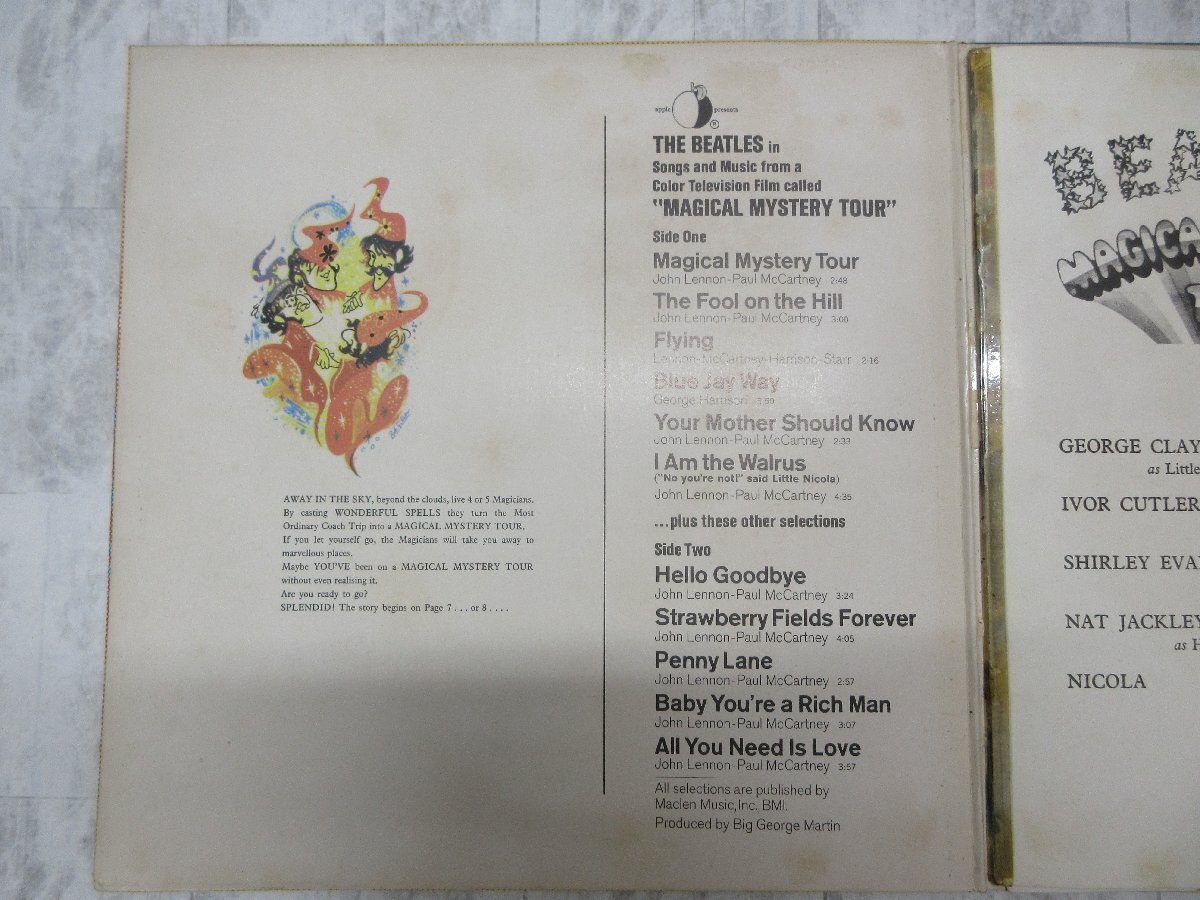 AWAY IN THE SKY, beyond the clouds, live 4 or 5 Magicians.
By casting WONDERFUL SPELLS they turn the Most
Ordinary Coach Trip into a MAGICAL MYSTERY TOUR.
If you let yourself go, the Magicians will take you away to
marvellous places.
Maybe YOU'VE been on a MAGICAL MYSTERY TOUR
without even realising it.
Are you ready to go?
SPLENDID! The story begins on Page 7 . . . or 8 . . . .
apple presents
®
THE BEATLES in
Songs and Music from a
Color Television Film called
"MAGICAL MYSTERY TOUR"
Side One
Magical Mystery Tour
John Lennon-Paul McCartney 2:48
The Fool on the Hill
John Lennon-Paul McCartney 3:00
Flying
Lennon-McCartney-Harrison-Starr 2:16
Blue Jay Way
George Harrison 3:50
Your Mother Should Know
John Lennon-Paul McCartney 2:33
I Am the Walrus
("No you're not!" said Little Nicola)
John Lennon-Paul McCartney 4:35
...plus these other selections
Side Two
Hello Goodbye
John Lennon-Paul McCartney 3:24
Strawberry Fields Forever
John Lennon-Paul McCartney 4:05
Penny Lane
John Lennon-Paul McCartney 2:57
Baby You're a Rich Man
John Lennon-Paul McCartney 3:07
All You Need Is Love
John Lennon-Paul McCartney 3:57
All selections are published by
Maclen Music, Inc. BMI.
Produced by Big George Martin
BEA
MAGICA
T
GEORGE CLAY
as Little
IVOR CUTLER
SHIRLEY EVA
NAT JACKLEY
as H
NICOLA